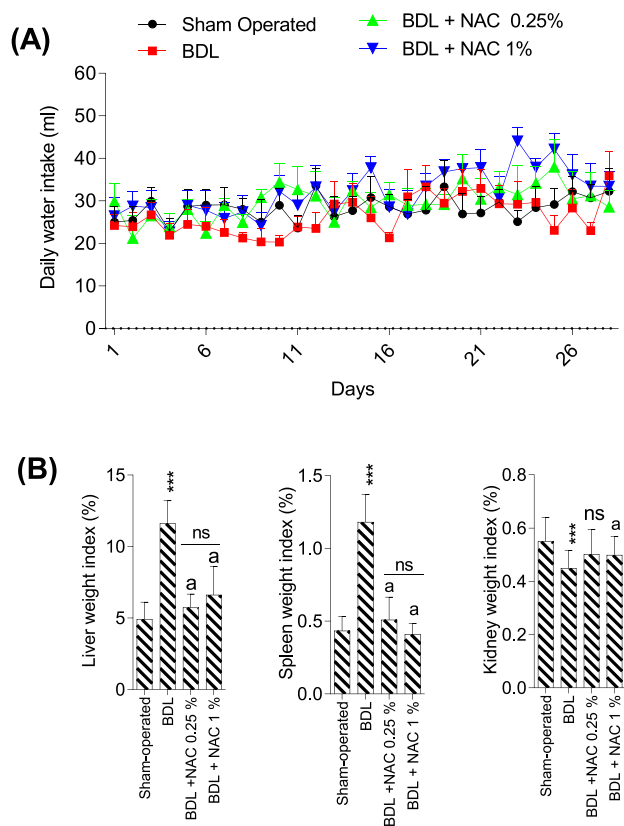 (A)
Sham Operated
BDL
BDL + NAC 0.25%
BDL + NAC 1%
Daily water intake (ml)
60
50
40
30
20
10
0
1 6 11 16 21 26
Days
(B)
Liver weight index (%)
15
10
5
0
***
a
ns
a
Sham-operated
BDL
BDL +NAC 0.25 %
BDL + NAC 1 %
Spleen weight index (%)
1.5
1.0
0.5
0.0
***
a
ns
a
Sham-operated
BDL
BDL +NAC 0.25 %
BDL + NAC 1 %
Kidney weight index (%)
0.8
0.6
0.4
0.2
0.0
***
ns
a
Sham-operated
BDL
BDL +NAC 0.25 %
BDL + NAC 1 %